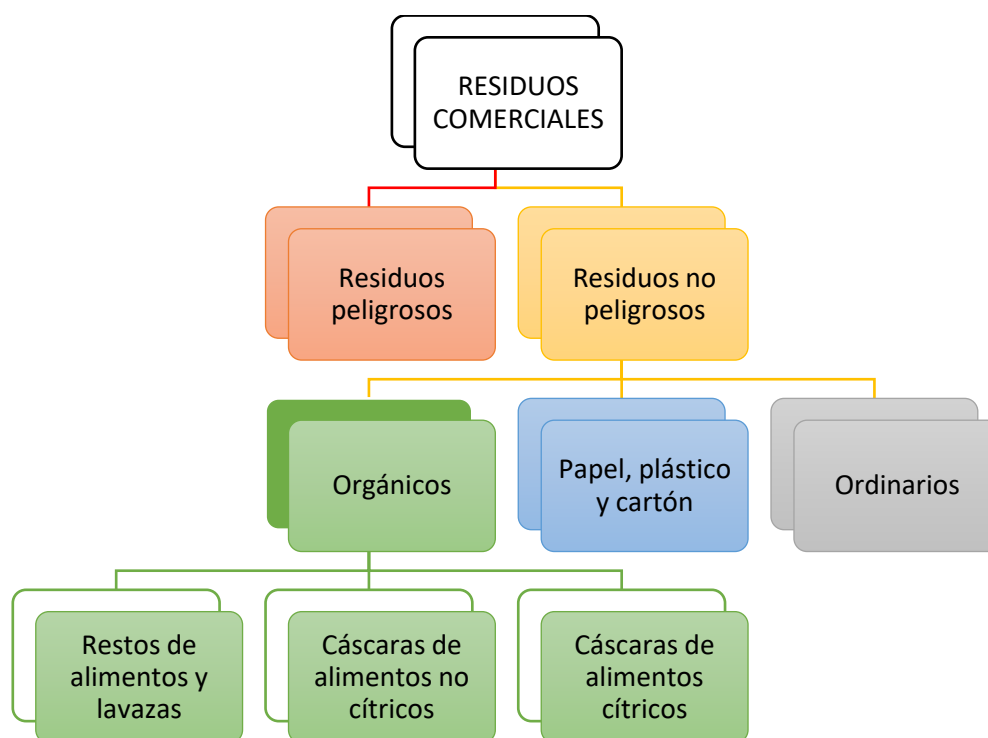 RESIDUOS
COMERCIALES
Residuos
peligrosos
Residuos no
peligrosos
Orgánicos
Papel, plástico
y cartón
Ordinarios
Restos de
alimentos y
lavazas
Cáscaras de
alimentos no
cítricos
Cáscaras de
alimentos
cítricos